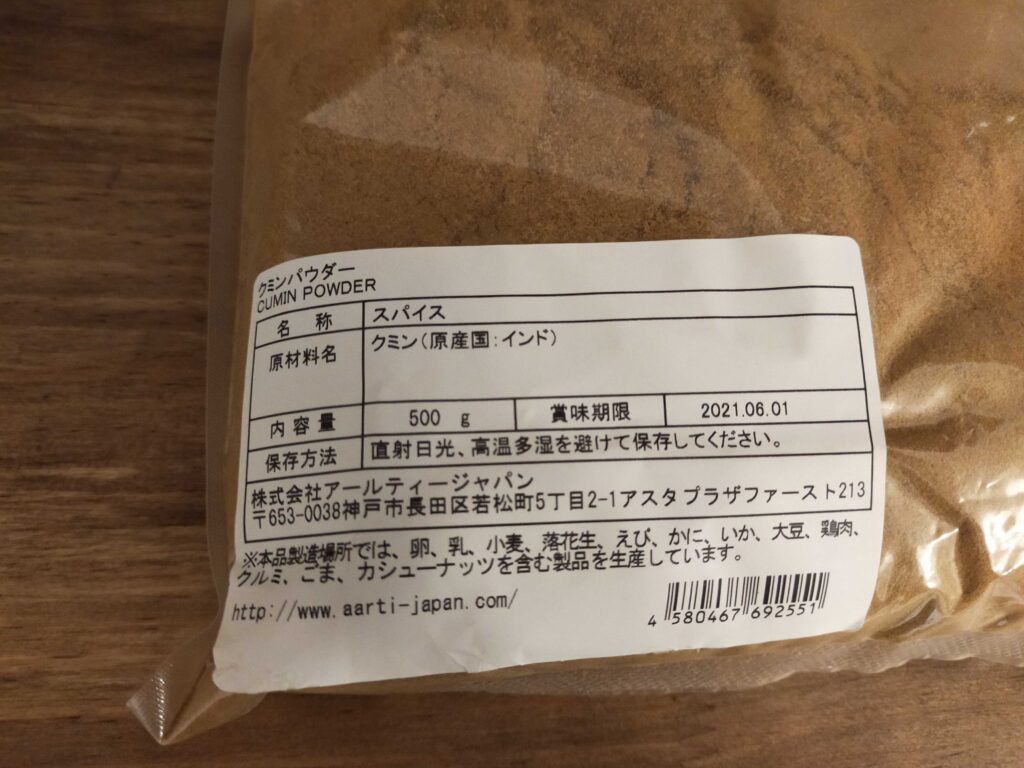 クミンパウダー
CUMIN POWDER
名 称 スパイス
原材料名 クミン(原産国:インド)
内容量 500 g 賞味期限 2021.06.01
保存方法 直射日光、高温多湿を避けて保存してください。
株式会社アールティージャパン
〒653-0038神戸市長田区若松町5丁目2-1アスタプラザファースト213
※本品製造場所では、卵、乳、小麦、落花生、えび、かに、いか、大豆、鶏肉、
クルミ、ごま、カシューナッツを含む製品を生産しています。
http://www.aarti-japan.com/
4 580467 692551